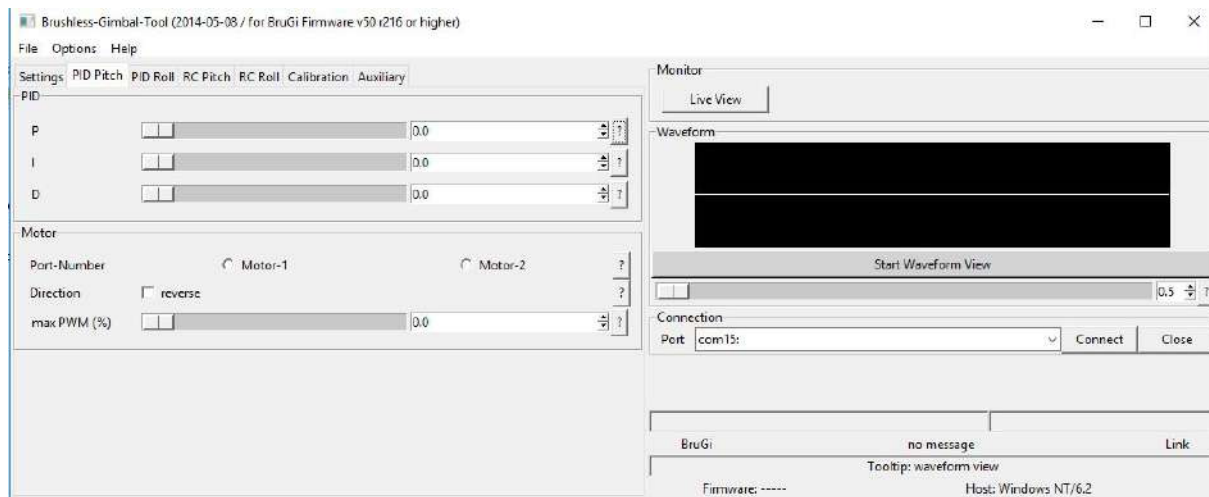 Brushless-Gimbal-Tool (2014-05-08 / for BruGi Firmware v50 r216 or higher)
File Options Help
Settings PID Pitch PID Roll RC Pitch RC Roll Calibration Auxiliary
PID
P 0.0 ?
I 0.0 ?
D 0.0 ?
Motor
Port-Number Motor-1 Motor-2 ?
Direction reverse ?
max PWM (%) 0.0 ?
Monitor
Live View
Waveform
Start Waveform View
0.5 ?
Connection
Port com15: Connect Close
BruGi no message Link
Tooltip: waveform view
Firmware: ----- Host: Windows NT/6.2